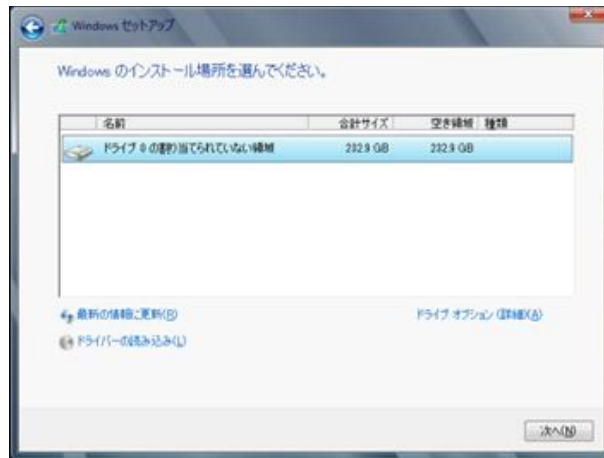 Windows セットアップ
Windows のインストール場所を選んでください。
名前 合計サイズ 空き領域 種類
ドライブ 0 の割り当てられていない領域 232.9 GB 232.9 GB
最新の情報に更新(R)
ドライブ オプション (詳細)(A)
ドライバーの読み込み(L)
次へ(N)